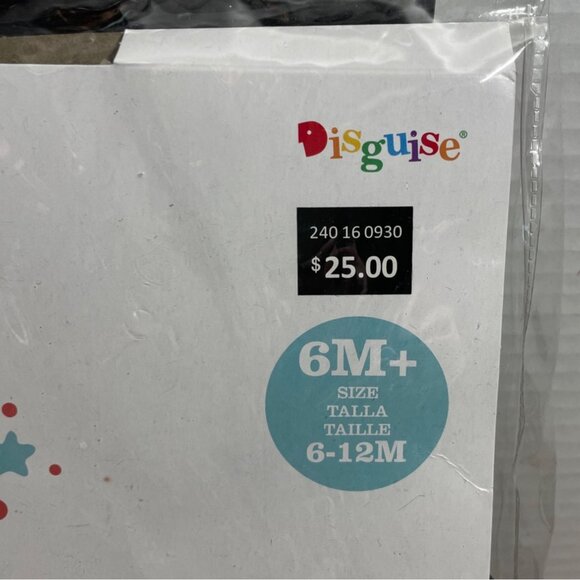 Disguise®
240 16 0930
$25.00
6M+
SIZE
TALLA
TAILLE
6-12M